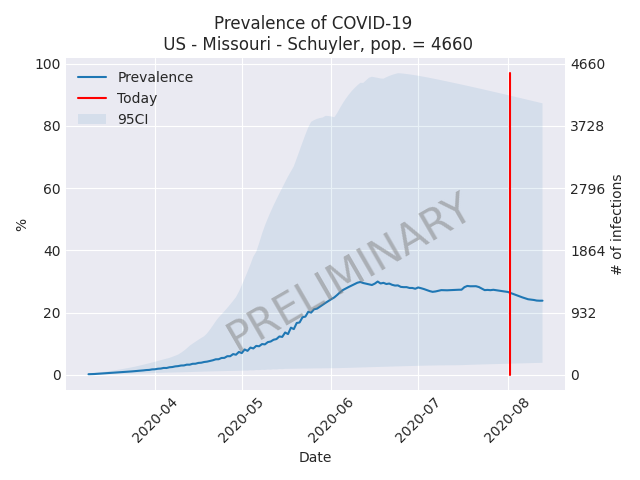 Prevalence of COVID-19
US - Missouri - Schuyler, pop. = 4660
Prevalence
Today
95CI
100
80
60
40
20
0
%
4660
3728
2796
1864
932
0
# of infections
PRELIMINARY
2020-04
2020-05
2020-06
2020-07
2020-08
Date